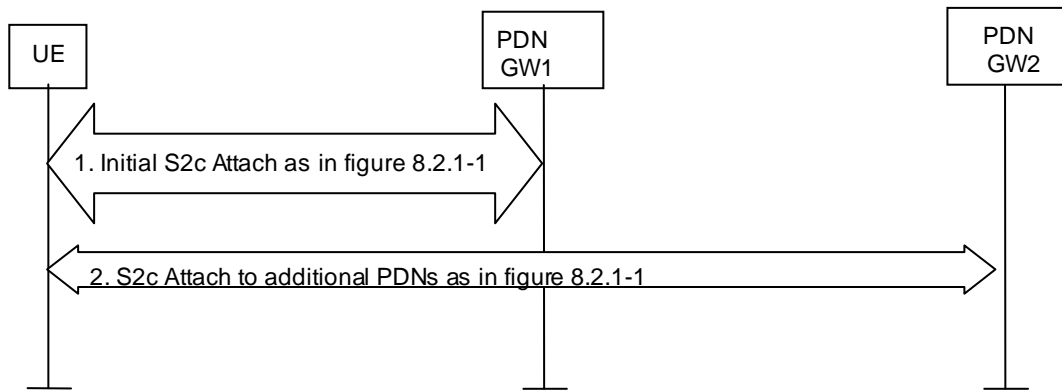 UE
PDN
GW1
PDN
GW2
1. Initial S2c Attach as in figure 8.2.1-1
2. S2c Attach to additional PDNs as in figure 8.2.1-1